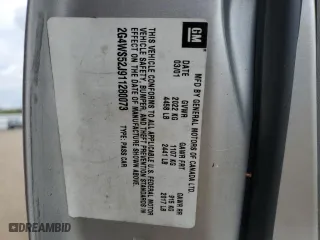 GM
MFD BY GENERAL MOTORS OF CANADA LTD.
DATE GVWR GAWR FRT GAWR RR
03/01 2022 KG 1107 KG 915 KG
4458 LB 2441 LB 2017 LB
THIS VEHICLE CONFORMS TO ALL APPLICABLE U.S. FEDERAL MOTOR
VEHICLE SAFETY, BUMPER, AND THEFT PREVENTION STANDARDS IN
EFFECT ON THE DATE OF MANUFACTURE SHOWN ABOVE.
2G4WS52J911280073 TYPE: PASS CAR
AUTOBIDCAR